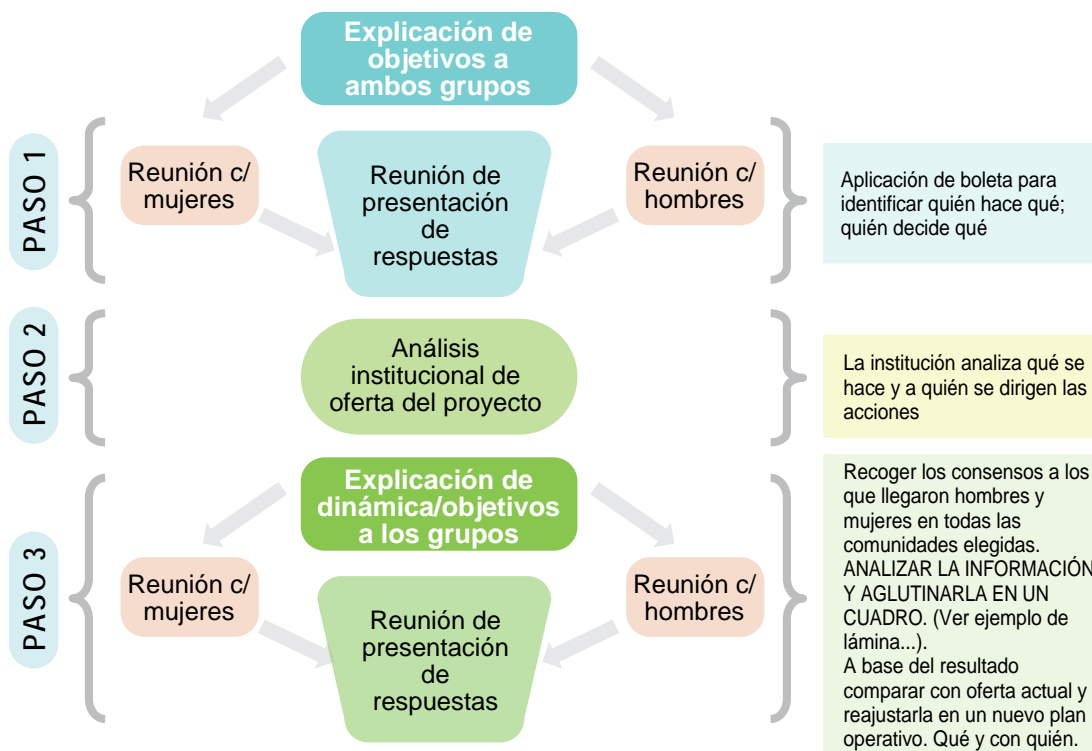 Explicación de
objetivos a
ambos grupos
PASO 1
Reunión c/
mujeres
Reunión de
presentación
de
respuestas
Reunión c/
hombres
Aplicación de boleta para
identificar quién hace qué;
quién decide qué
PASO 2
Análisis
institucional de
oferta del proyecto
La institución analiza qué se
hace y a quién se dirigen las
acciones
Explicación de
dinámica/objetivos
a los grupos
PASO 3
Reunión c/
mujeres
Reunión de
presentación
de
respuestas
Reunión c/
hombres
Recoger los consensos a los
que llegaron hombres y
mujeres en todas las
comunidades elegidas.
ANALIZAR LA INFORMACIÓN
Y AGLUTINARLA EN UN
CUADRO. (Ver ejemplo de
lámina...).
A base del resultado
comparar con oferta actual y
reajustarla en un nuevo plan
operativo. Qué y con quién.